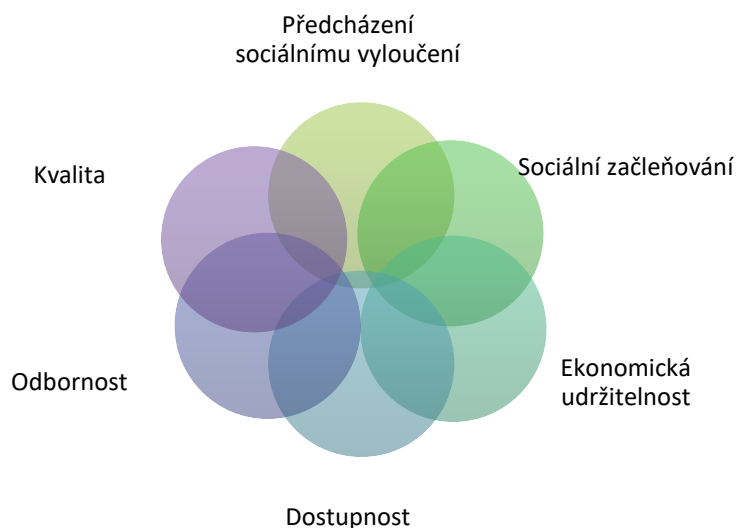 Předcházení
sociálnímu vyloučení
Sociální začleňování
Ekonomická
udržitelnost
Dostupnost
Odbornost
Kvalita